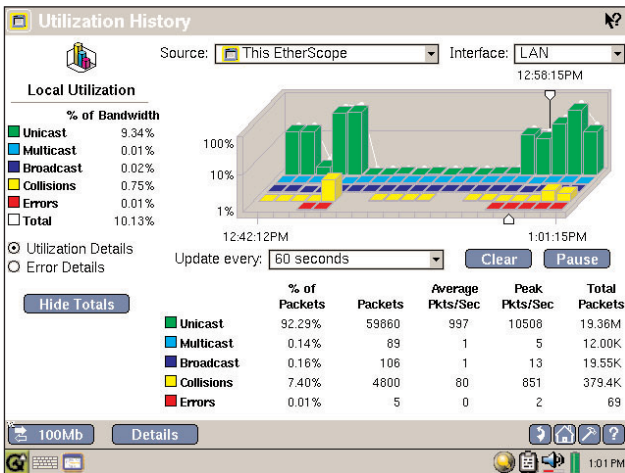 Utilization History
Source: This EtherScope Interface: LAN
Local Utilization
% of Bandwidth
Unicast 9.34%
Multicast 0.01%
Broadcast 0.02%
Collisions 0.75%
Errors 0.01%
Total 10.13%
Utilization Details
Error Details
Hide Totals
12:58:15PM
100%
10%
1%
12:42:12PM 1:01:15PM
Update every: 60 seconds Clear Pause
% of Packets Packets Average Pkts/Sec Peak Pkts/Sec Total Packets
Unicast 92.29% 59860 997 10508 19.36M
Multicast 0.14% 89 1 5 12.00K
Broadcast 0.16% 106 1 13 19.55K
Collisions 7.40% 4800 80 851 379.4K
Errors 0.01% 5 0 2 69
100Mb Details ?
1:01 PM